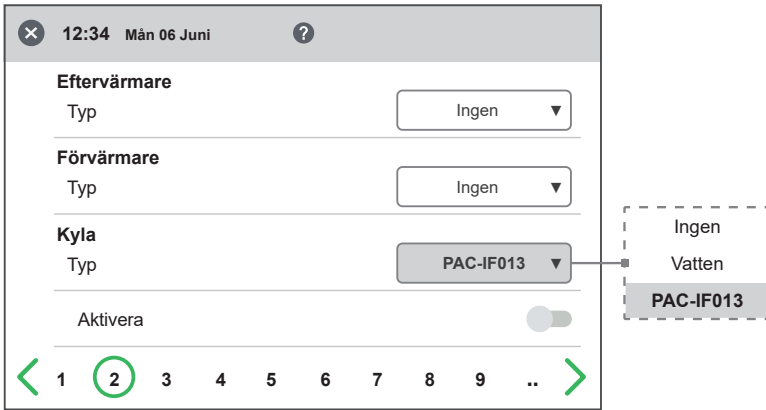 12:34 Mån 06 Juni ?
Eftervärmare
Typ Ingen ▼
Förvärmare
Typ Ingen ▼
Kyla
Typ PAC-IF013 ▼
Ingen
Vatten
PAC-IF013
Aktivera
1 2 3 4 5 6 7 8 9 ..